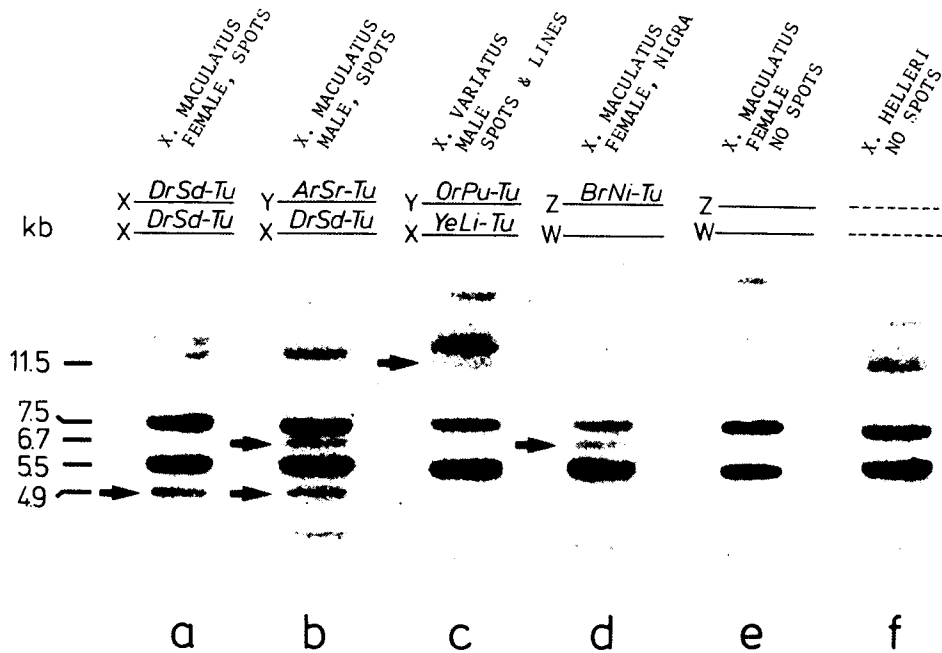 X. MACULATUS
FEMALE, SPOTS
X. MACULATUS
MALE, SPOTS
X. VARIATUS
MALE
SPOTS & LINES
X. MACULATUS
FEMALE, NIGRA
X. MACULATUS
FEMALE
NO SPOTS
X. HELLERI
NO SPOTS
X DrSd-Tu
X DrSd-Tu
Y ArSr-Tu
X DrSd-Tu
Y OrPu-Tu
X YeLi-Tu
Z BrNi-Tu
W
Z
W
kb
11.5
7.5
6.7
5.5
4.9
a b c d e f